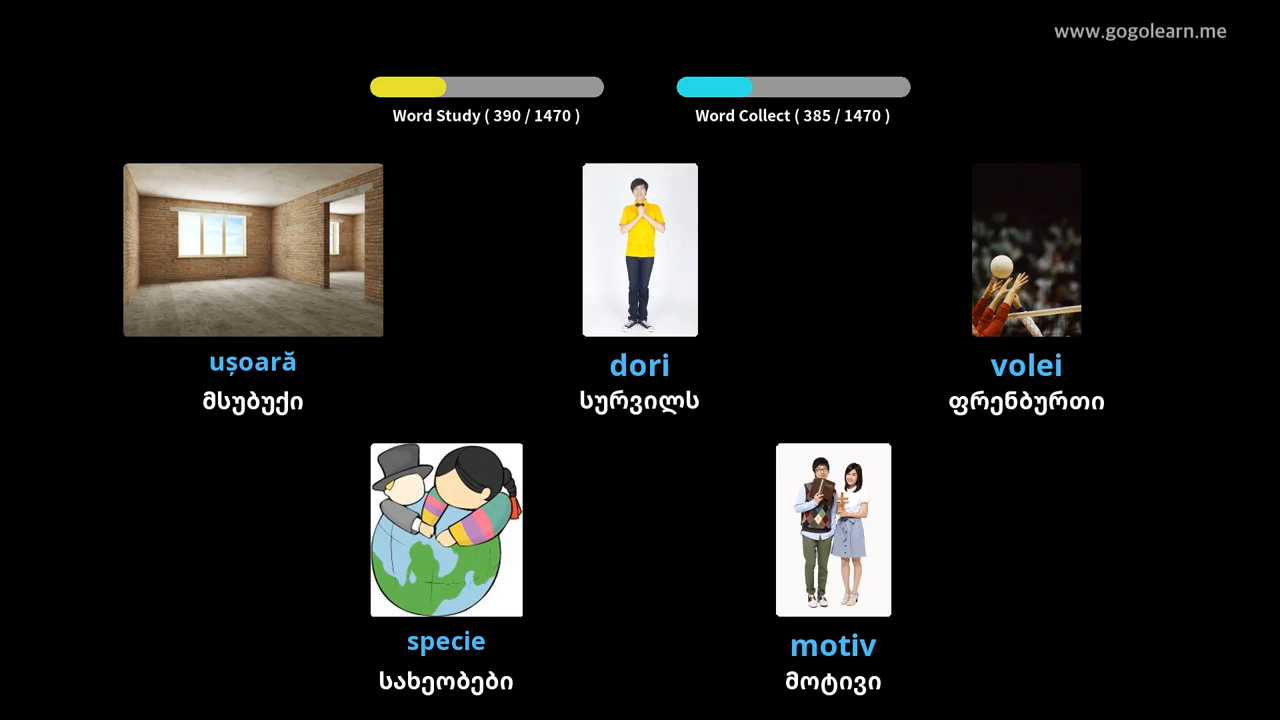 www.gogolearn.me
Word Study ( 390 / 1470 )
Word Collect ( 385 / 1470 )
ușoară
მსუბუქი
dori
სურვილს
volei
ფრენბურთი
specie
სახეობები
motiv
მოტივი